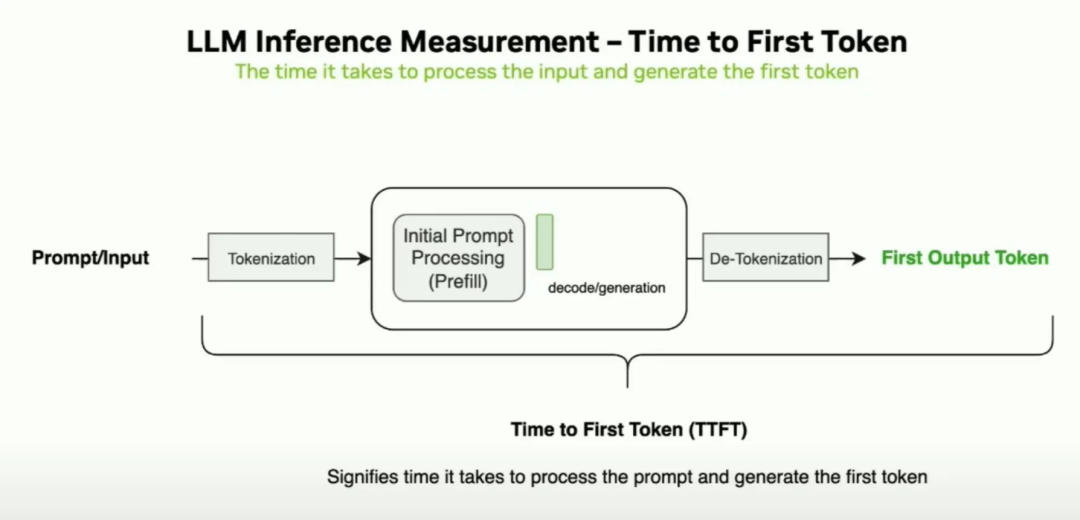 LLM Inference Measurement – Time to First Token
The time it takes to process the input and generate the first token
Prompt/Input
Tokenization
Initial Prompt
Processing
(Prefill)
decode/generation
De-Tokenization
First Output Token
Time to First Token (TTFT)
Signifies time it takes to process the prompt and generate the first token